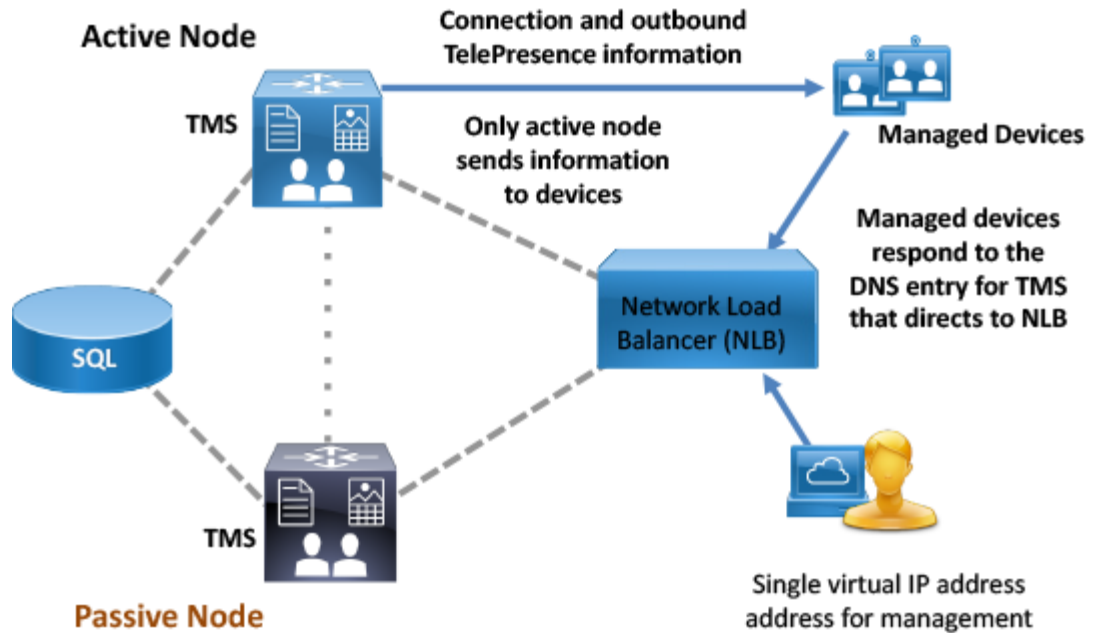 Active Node
Connection and outbound
TelePresence information
TMS
Only active node
sends information
to devices
Managed Devices
Managed devices
respond to the
DNS entry for TMS
that directs to NLB
Network Load
Balancer (NLB)
SQL
TMS
Passive Node
Single virtual IP address
address for management